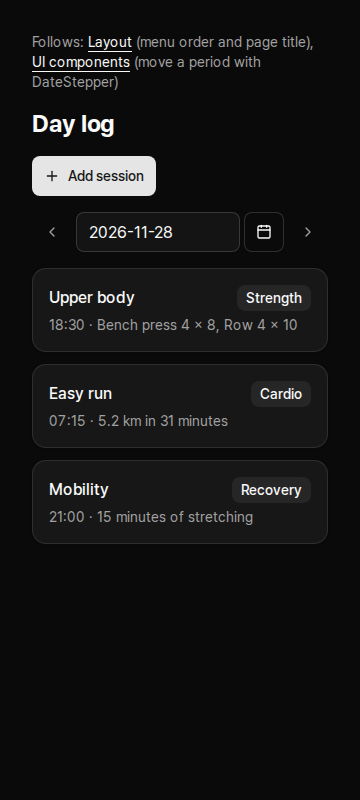 Follows: Layout (menu order and page title),
UI components (move a period with
DateStepper)
Day log
Add session
2026-11-28
Upper body
Strength
18:30 · Bench press 4 × 8, Row 4 × 10
Easy run
Cardio
07:15 · 5.2 km in 31 minutes
Mobility
Recovery
21:00 · 15 minutes of stretching